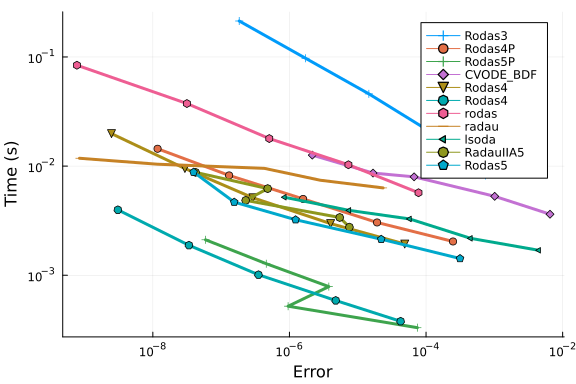 Rodas3
Rodas4P
Rodas5P
CVODE_BDF
Rodas4
Rodas4
rodas
radau
lsoda
RadauIIA5
Rodas5
10⁻¹
10⁻²
10⁻³
Time (s)
10⁻⁸ 10⁻⁶ 10⁻⁴ 10⁻²
Error